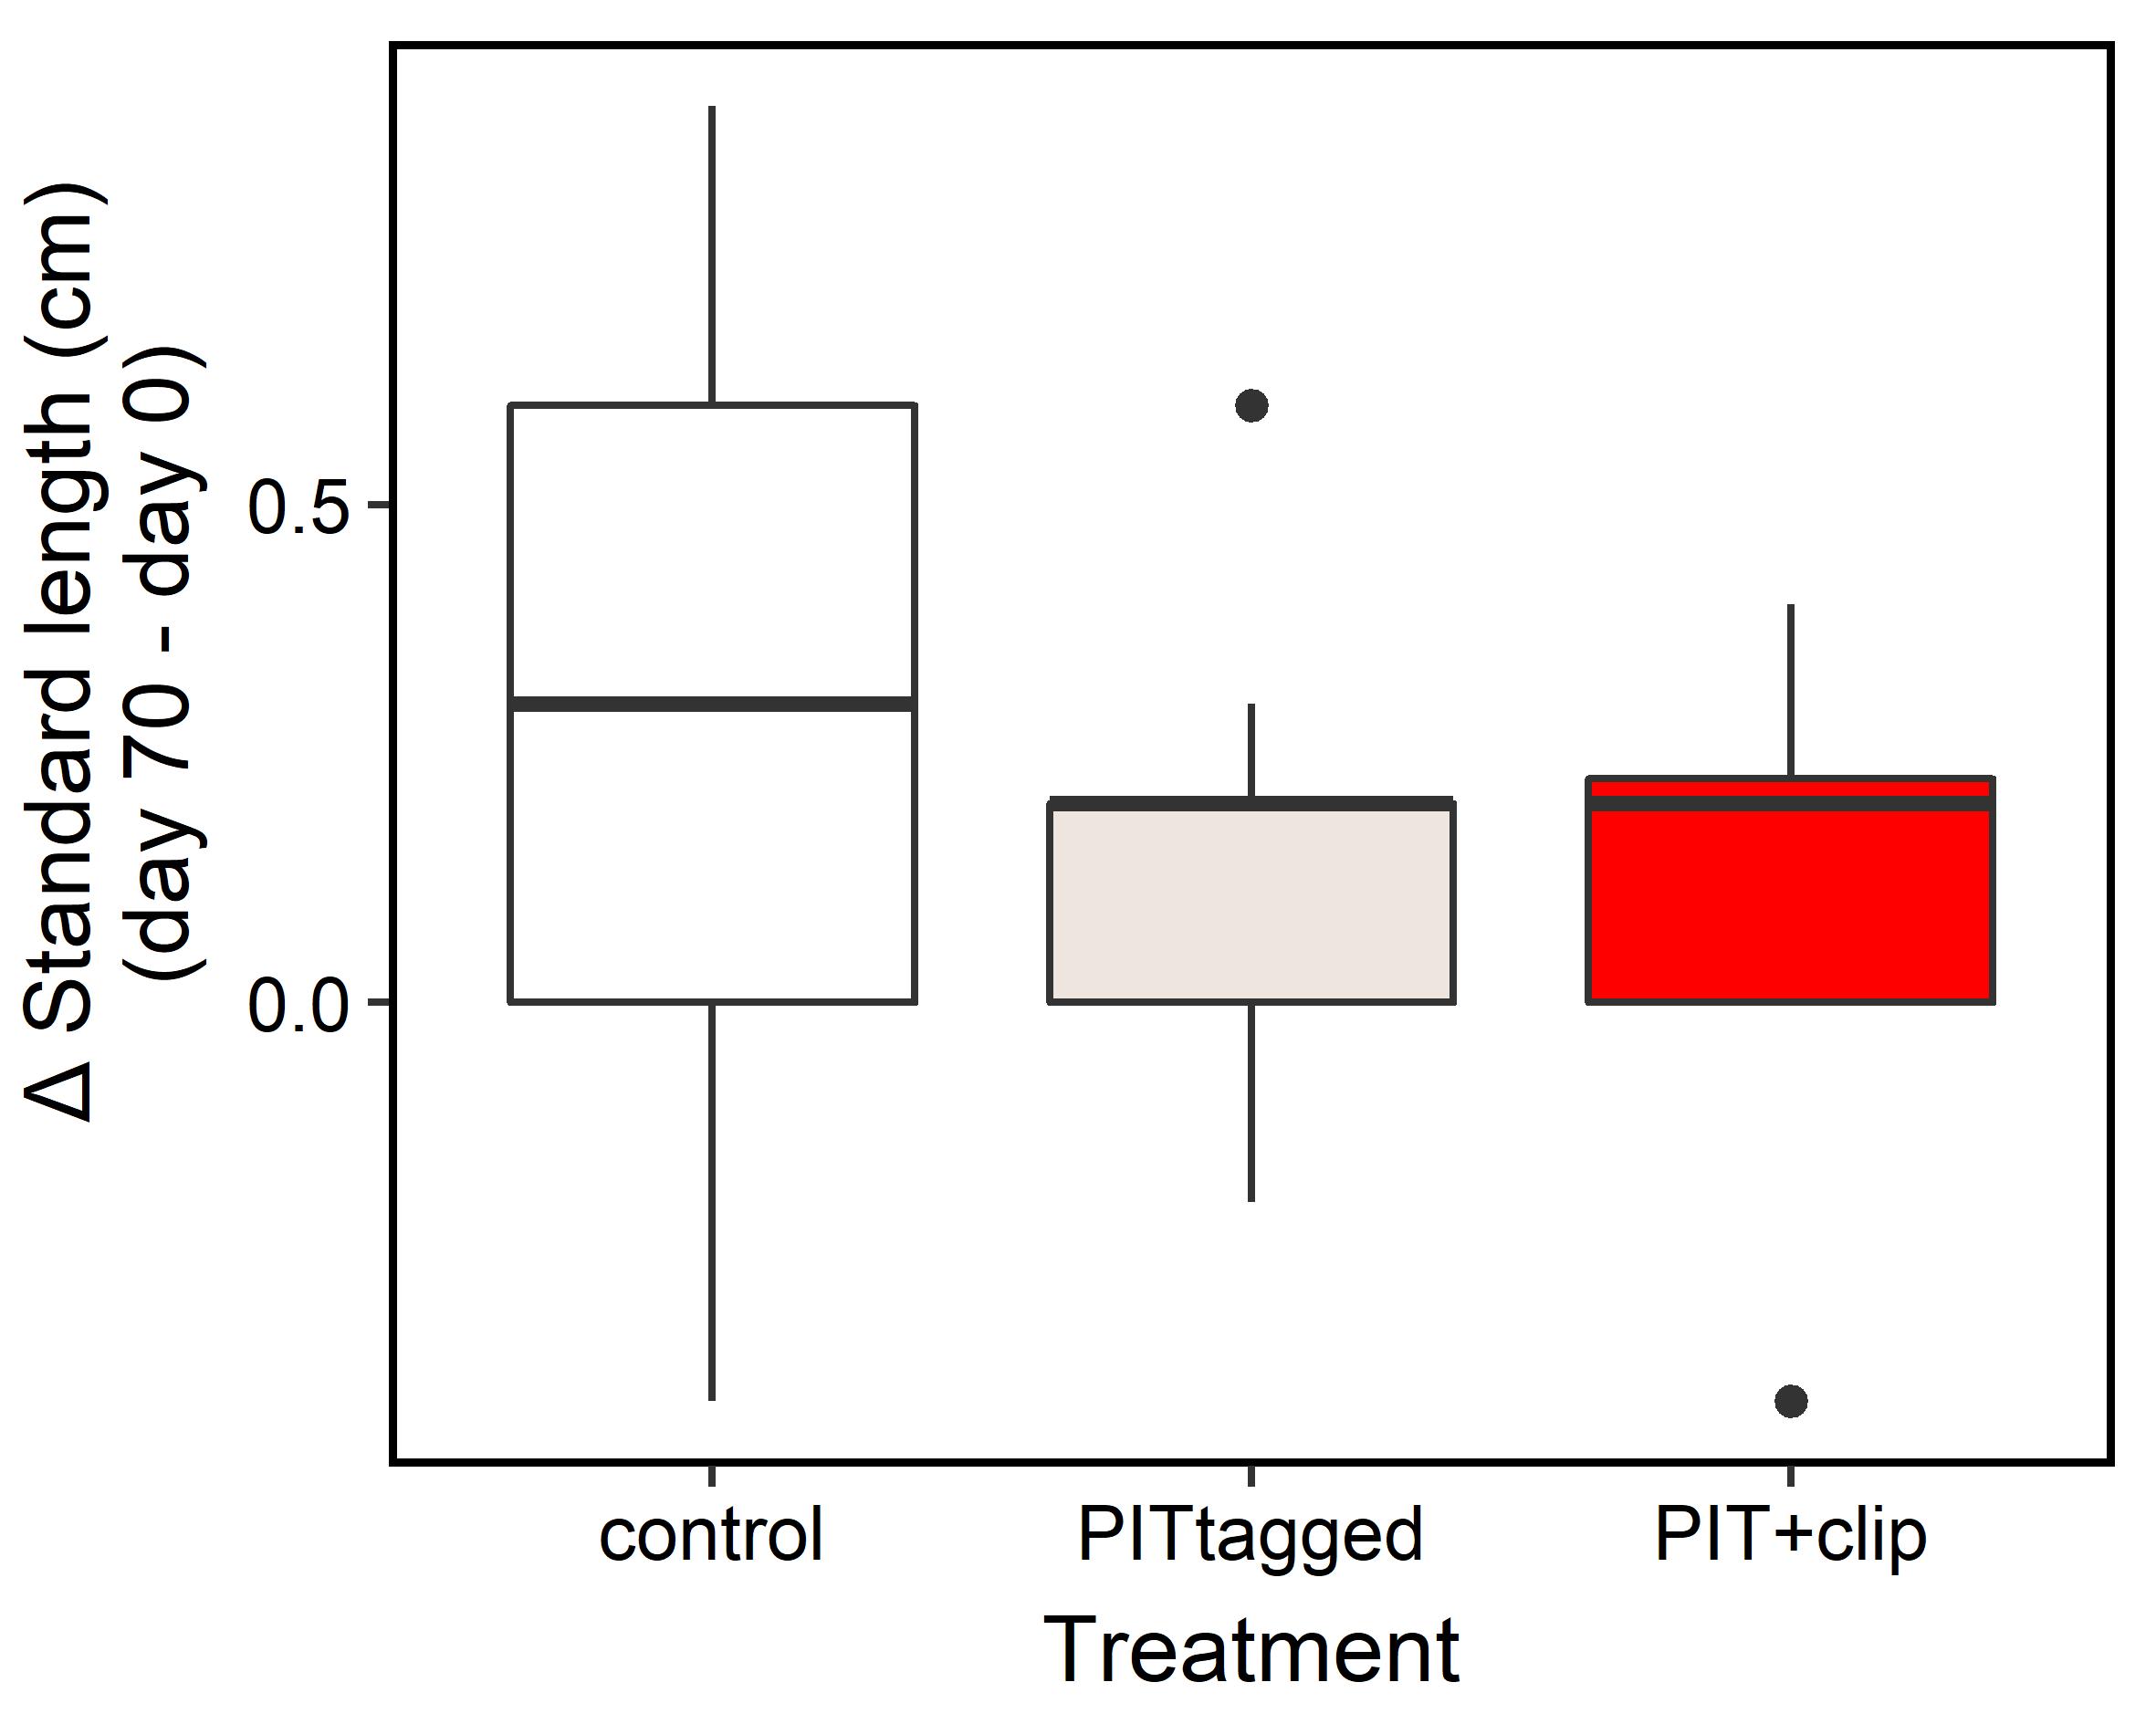 Δ Standard length (cm)
(day 70 - day 0)
0.5
0.0
control
PITtagged
PIT+clip
Treatment